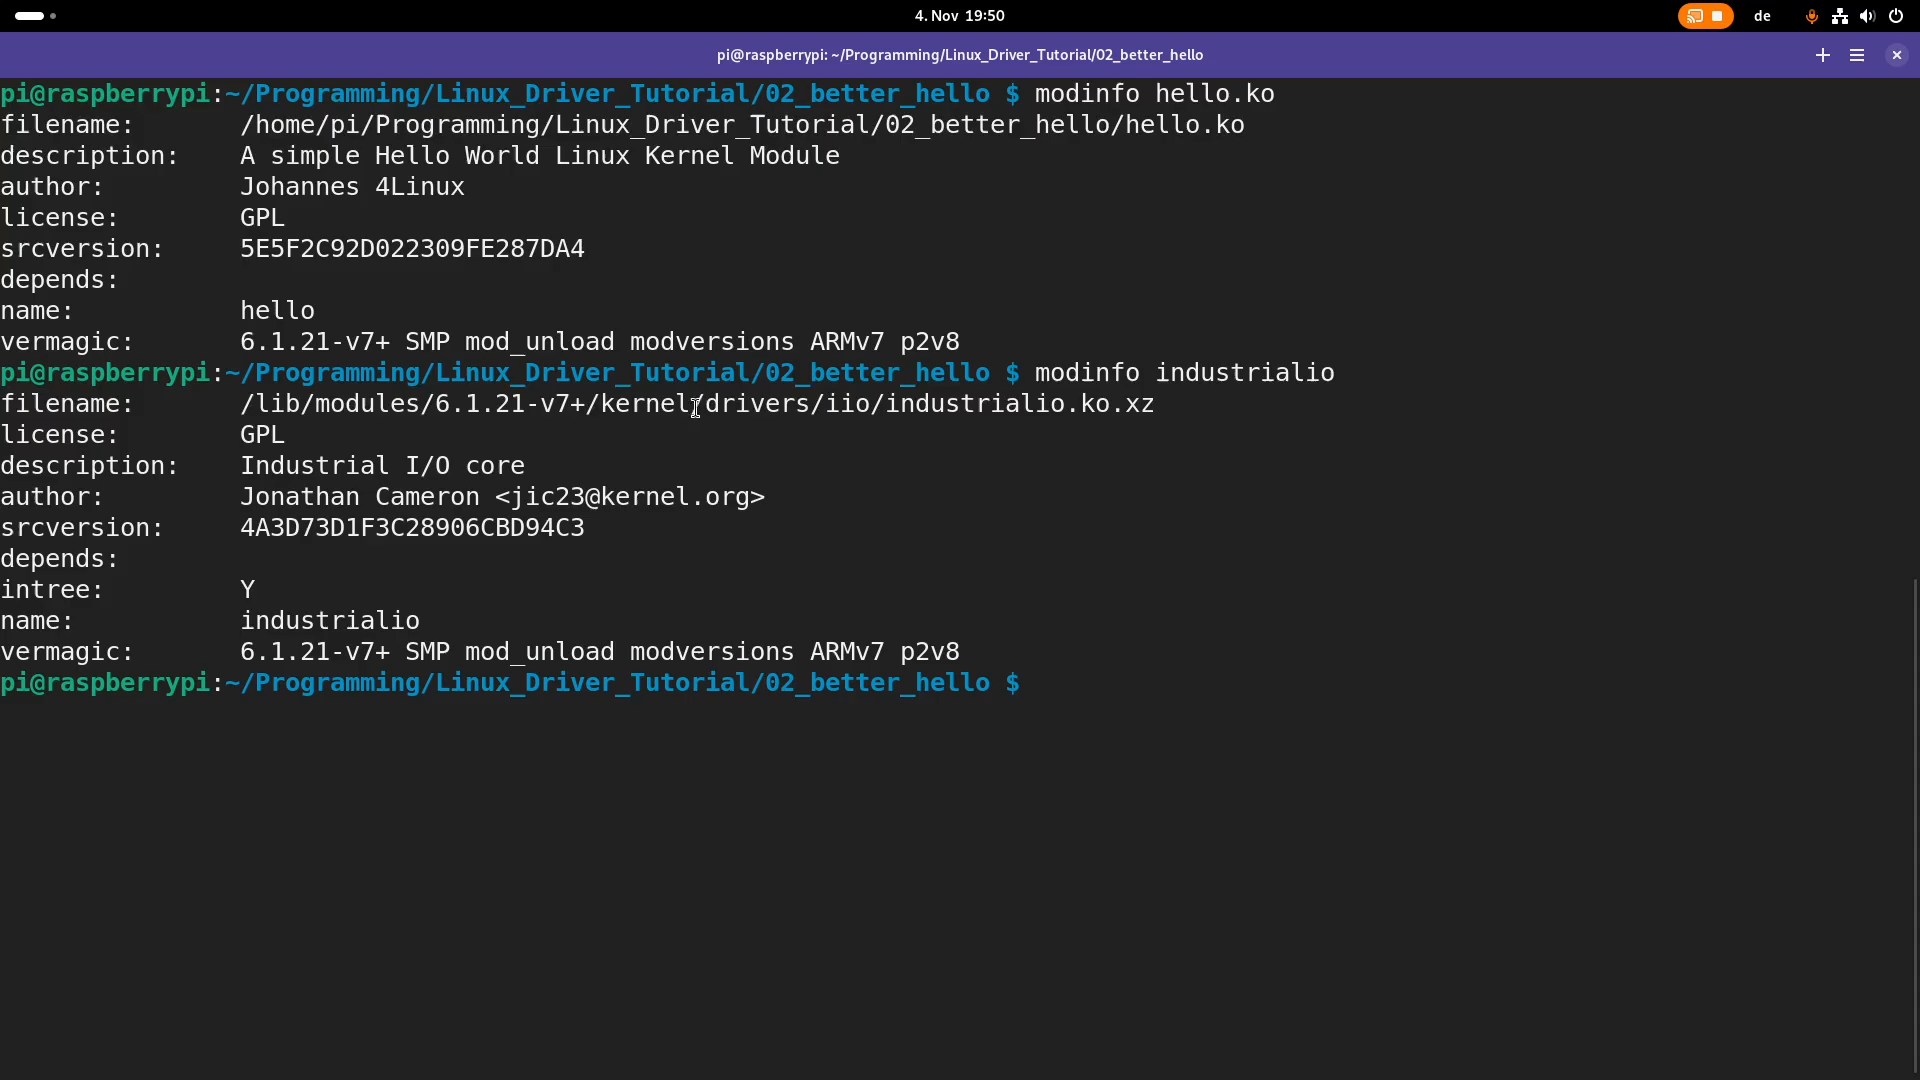 4. Nov 19:50
de
pi@raspberrypi: ~/Programming/Linux_Driver_Tutorial/02_better_hello
pi@raspberrypi:~/Programming/Linux_Driver_Tutorial/02_better_hello $ modinfo hello.ko
filename:       /home/pi/Programming/Linux_Driver_Tutorial/02_better_hello/hello.ko
description:    A simple Hello World Linux Kernel Module
author:         Johannes 4Linux
license:        GPL
srcversion:     5E5F2C92D022309FE287DA4
depends:
name:           hello
vermagic:       6.1.21-v7+ SMP mod_unload modversions ARMv7 p2v8
pi@raspberrypi:~/Programming/Linux_Driver_Tutorial/02_better_hello $ modinfo industrialio
filename:       /lib/modules/6.1.21-v7+/kernel/drivers/iio/industrialio.ko.xz
license:        GPL
description:    Industrial I/O core
author:         Jonathan Cameron <jic23@kernel.org>
srcversion:     4A3D73D1F3C28906CBD94C3
depends:
intree:         Y
name:           industrialio
vermagic:       6.1.21-v7+ SMP mod_unload modversions ARMv7 p2v8
pi@raspberrypi:~/Programming/Linux_Driver_Tutorial/02_better_hello $